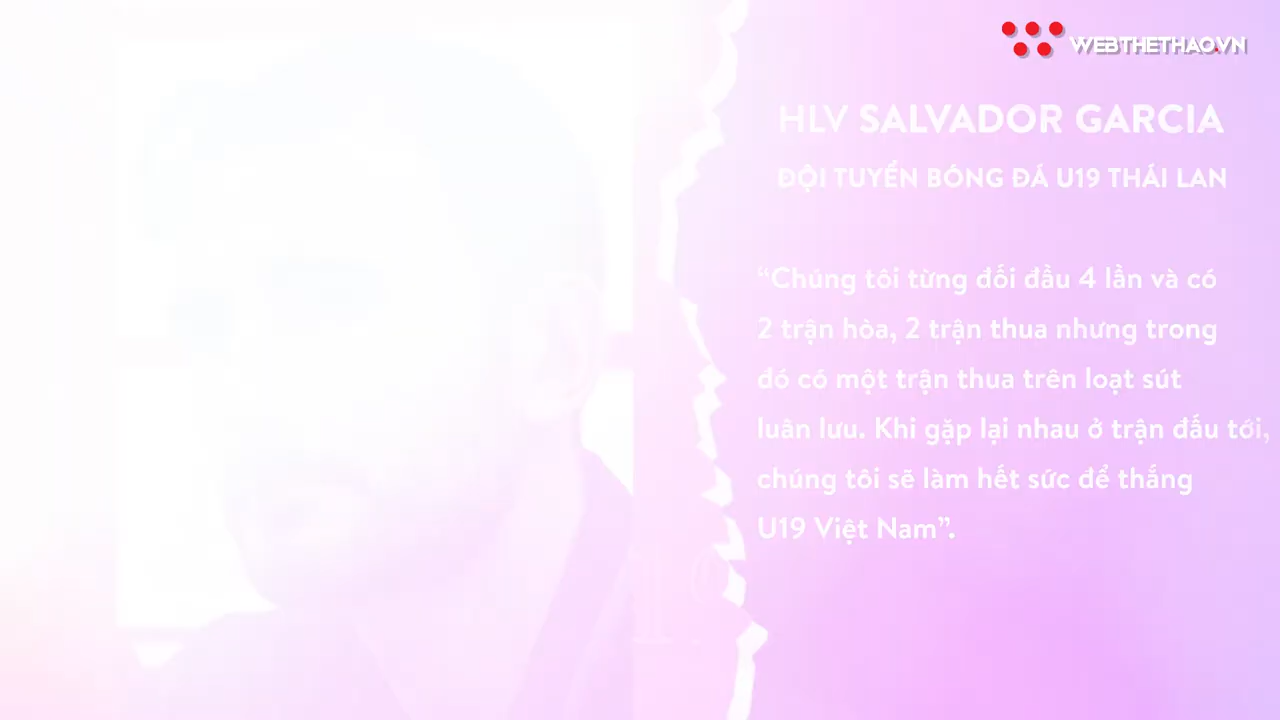 WEBTHETHAO.VN
HLV SALVADOR GARCIA
ĐỘI TUYỂN BÓNG ĐÁ U19 THÁI LAN
“Chúng tôi từng đối đầu 4 lần và có
2 trận hòa, 2 trận thua nhưng trong
đó có một trận thua trên loạt sút
luân lưu. Khi gặp lại nhau ở trận đấu tới,
chúng tôi sẽ làm hết sức để thắng
U19 Việt Nam”.